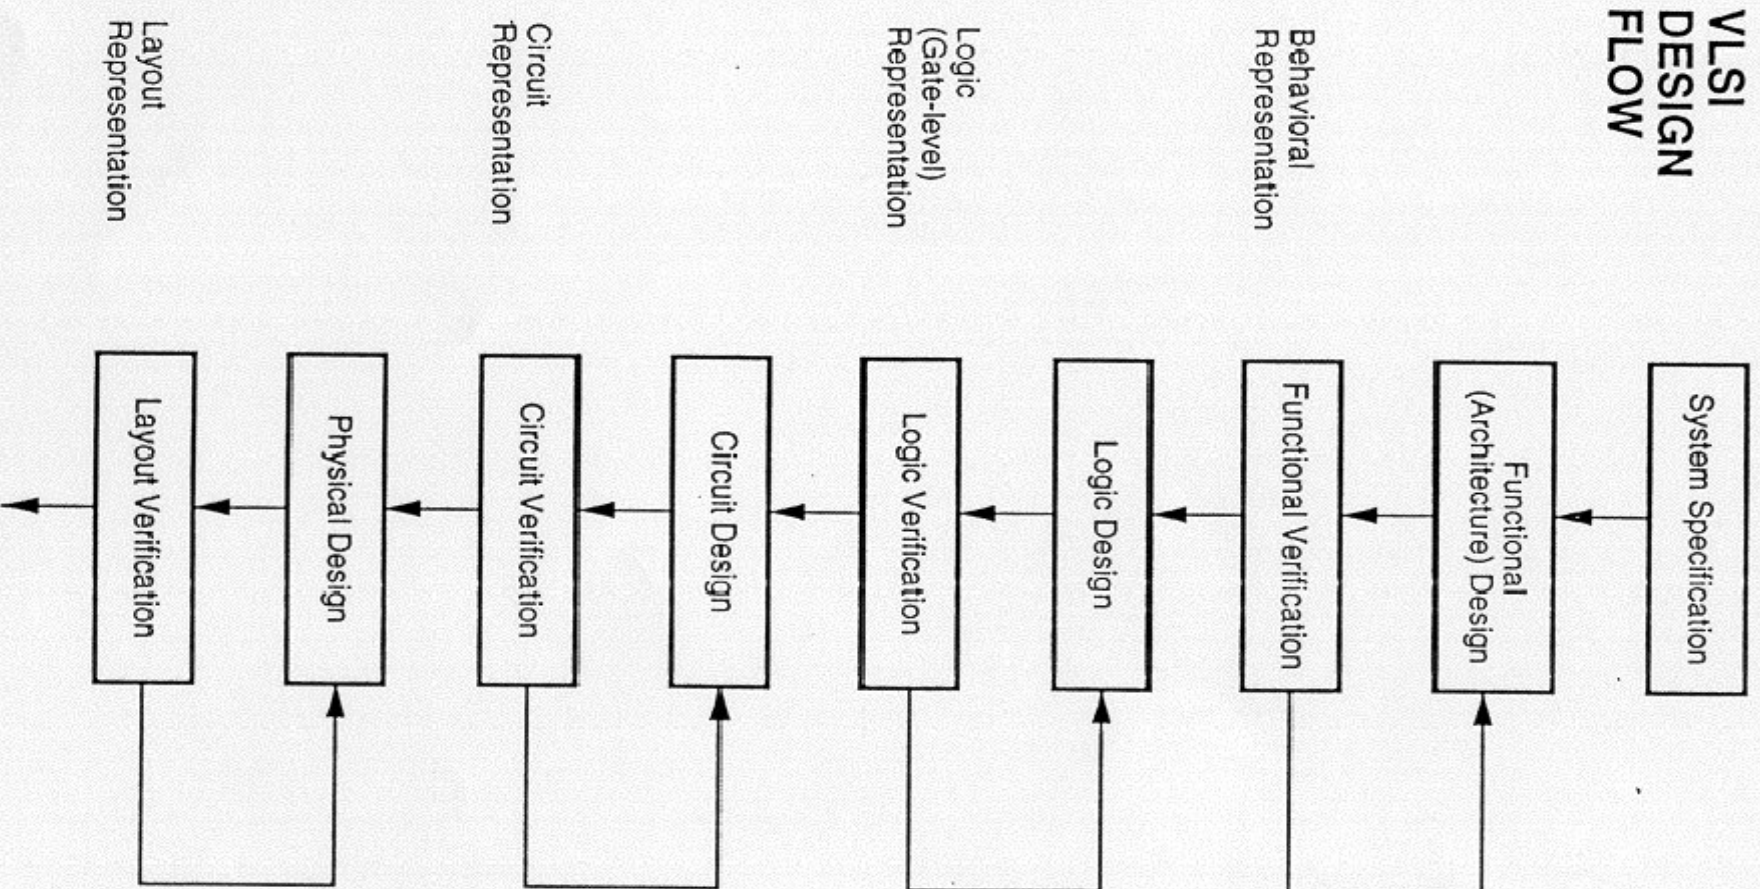 VLSI
DESIGN
FLOW
System Specification
Functional
(Architecture) Design
Behavioral
Representation
Functional Verification
Logic Design
Logic
(Gate-level)
Representation
Logic Verification
Circuit Design
Circuit
Representation
Circuit Verification
Physical Design
Layout
Representation
Layout Verification